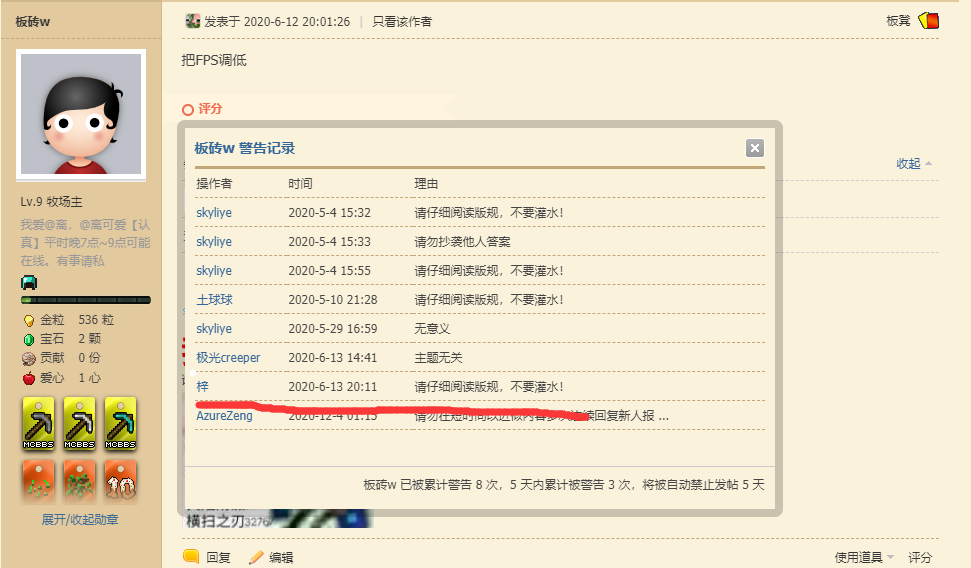 板砖w
发表于 2020-6-12 20:01:26 | 只看该作者
板凳
把FPS调低
评分
Lv.9 牧场主
我爱@离，@离可爱【认
真】平时晚7点~9点可能
在线。有事请私
金粒 536 粒
宝石 2 颗
贡献 0 份
爱心 1 心
MCBBS MCBBS MCBBS
10
展开/收起勋章
收起
板砖w 警告记录
操作者 时间 理由
skyliye 2020-5-4 15:32 请仔细阅读版规，不要灌水！
skyliye 2020-5-4 15:33 请勿抄袭他人答案
skyliye 2020-5-4 15:55 请仔细阅读版规，不要灌水！
土球球 2020-5-10 21:28 请仔细阅读版规，不要灌水！
skyliye 2020-5-29 16:59 无意义
极光creeper 2020-6-13 14:41 主题无关
梓 2020-6-13 20:11 请仔细阅读版规，不要灌水！
AzureZeng 2020-12-4 01:15 请勿在短时间以近似内容多次连续回复新人报 ...
板砖w 已被累计警告 8 次，5 天内累计被警告 3 次，将被自动禁止发帖 5 天
横扫之刃3276
回复 编辑
使用道具 评分